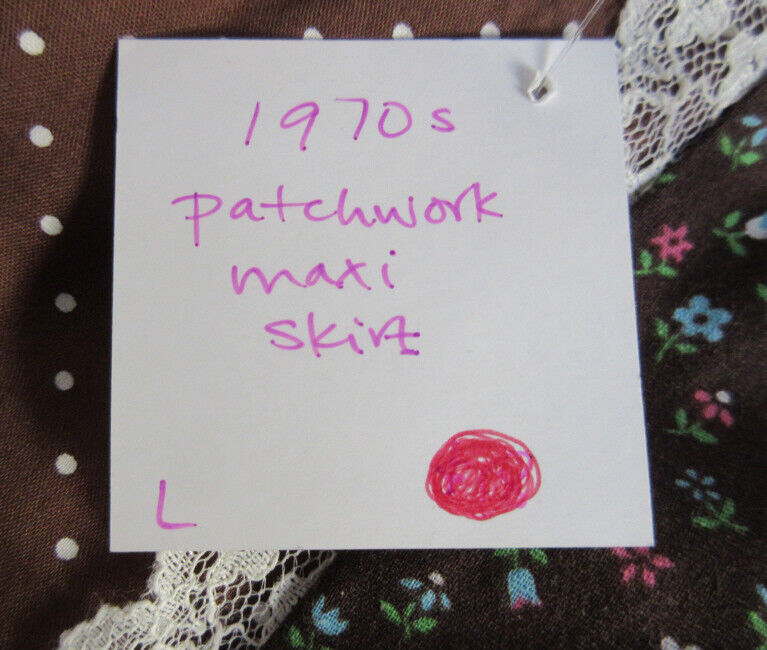 1970s
patchwork
maxi
skirt
L